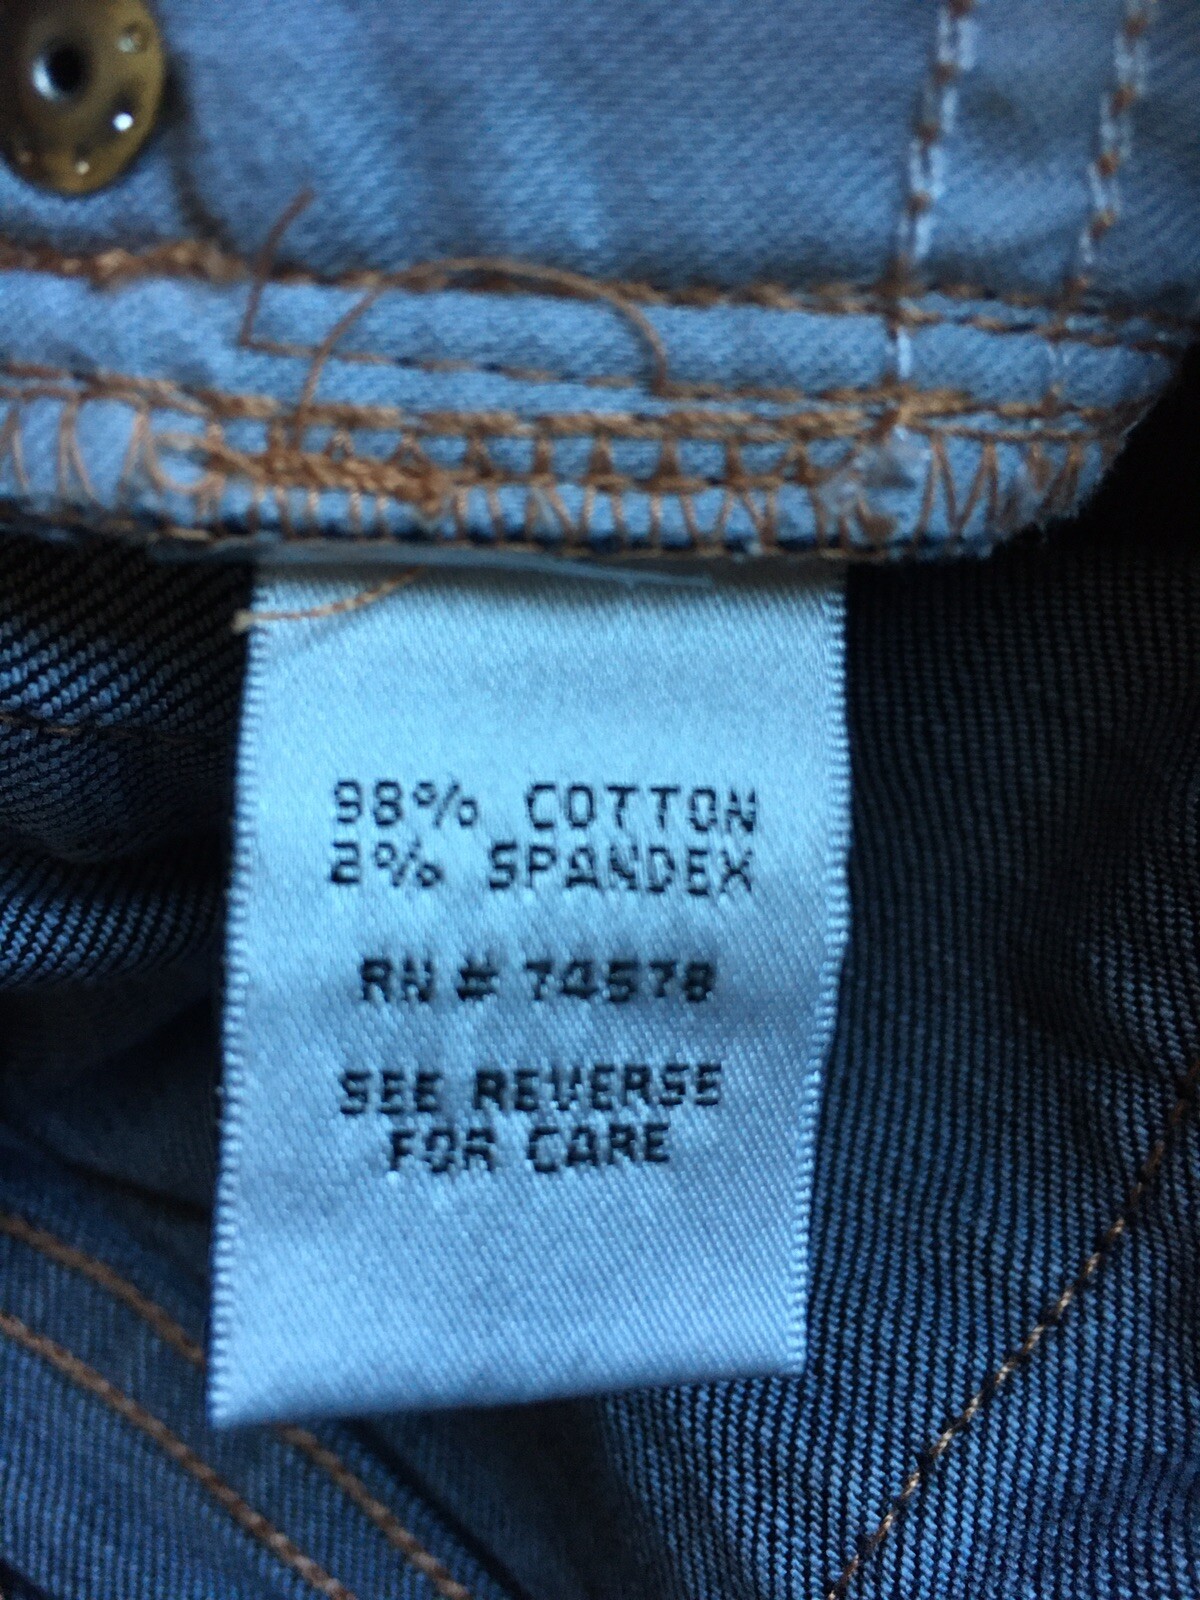 98% COTTON
2% SPANDEX
RN # 74578
SEE REVERSE
FOR CARE